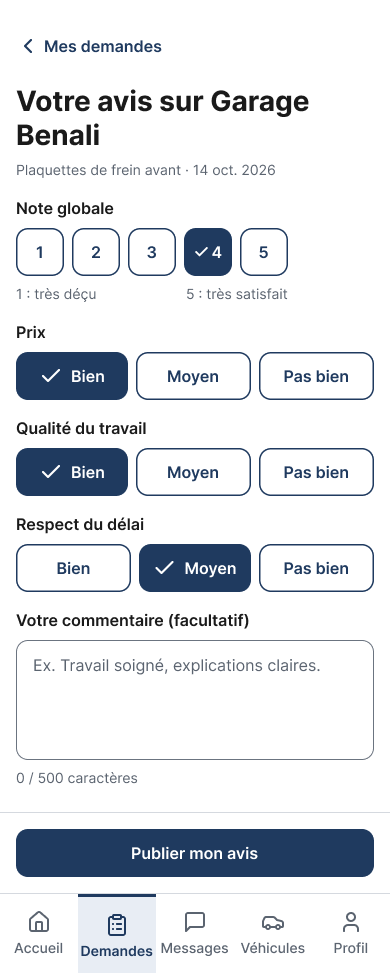 Mes demandes
Votre avis sur Garage
Benali
Plaquettes de frein avant · 14 oct. 2026
Note globale
1 2 3 4 5
1 : très déçu 5 : très satisfait
Prix
Bien Moyen Pas bien
Qualité du travail
Bien Moyen Pas bien
Respect du délai
Bien Moyen Pas bien
Votre commentaire (facultatif)
Ex. Travail soigné, explications claires.
0 / 500 caractères
Publier mon avis
Accueil Demandes Messages Véhicules Profil